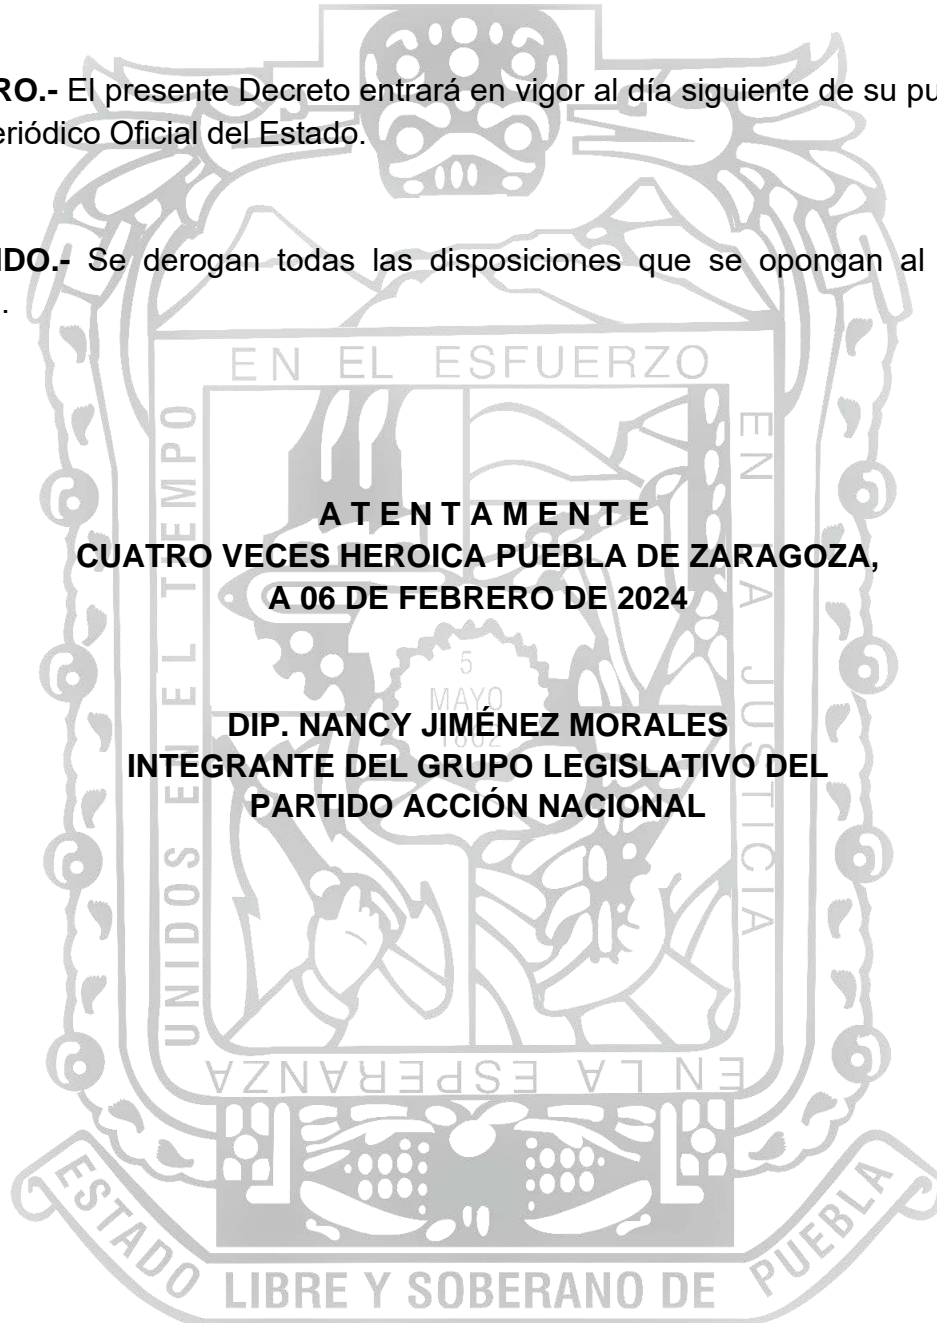 RO.- El presente Decreto entrará en vigor al día siguiente de su pu
eriódico Oficial del Estado.
NDO.- Se derogan todas las disposiciones que se opongan al
.
EN EL ESFUERZO
UNIDOS EN EL TIEMPO
EN LA JUSTICIA
A T E N T A M E N T E
CUATRO VECES HEROICA PUEBLA DE ZARAGOZA,
A 06 DE FEBRERO DE 2024
5
MAYO
1862
DIP. NANCY JIMÉNEZ MORALES
INTEGRANTE DEL GRUPO LEGISLATIVO DEL
PARTIDO ACCIÓN NACIONAL
EN LA ESPERANZA
ESTADO LIBRE Y SOBERANO DE PUEBLA